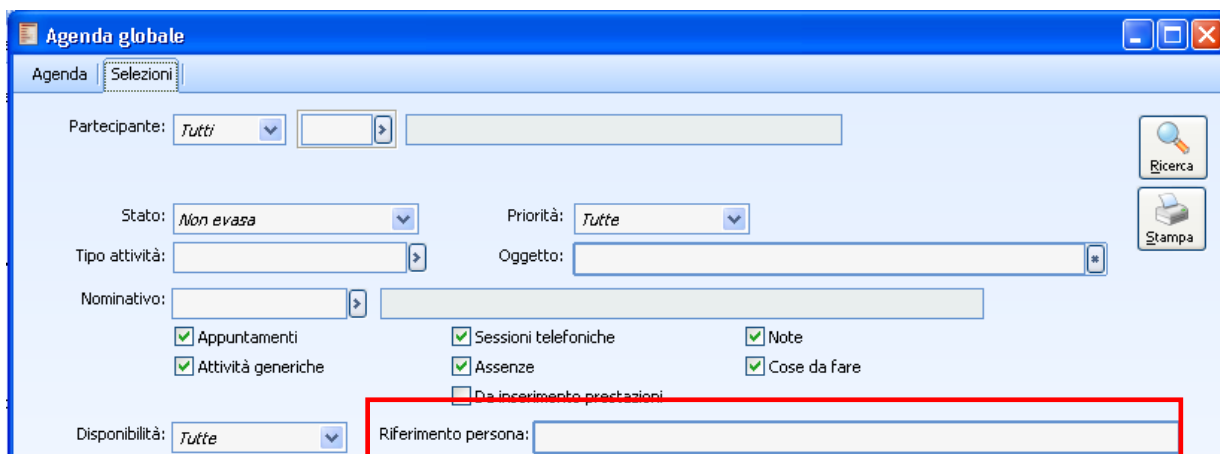 Agenda globale
Agenda Selezioni
Partecipante: Tutti
Ricerca
Stato: Non evasa Priorità: Tutte
Stampa
Tipo attività: Oggetto:
Nominativo:
Appuntamenti Sessioni telefoniche Note
Attività generiche Assenze Cose da fare
Da inserimento prestazioni
Disponibilità: Tutte Riferimento persona: